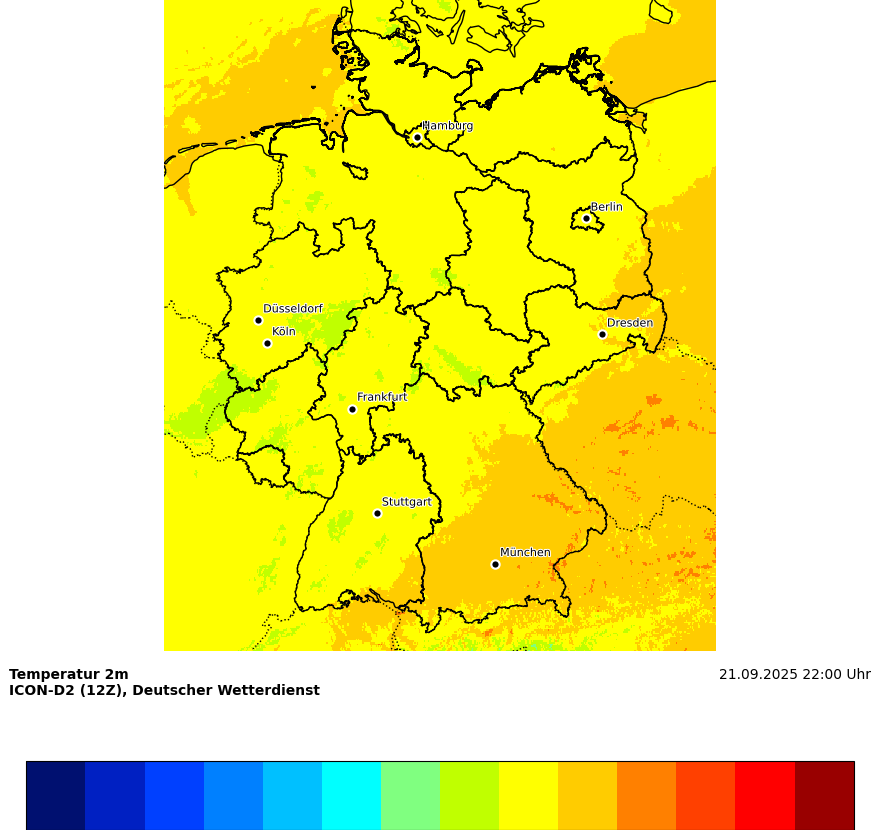 Hamburg
Berlin
Düsseldorf
Köln
Dresden
Frankfurt
Stuttgart
München
Temperatur 2m
21.09.2025 22:00 Uhr
ICON-D2 (12Z), Deutscher Wetterdienst